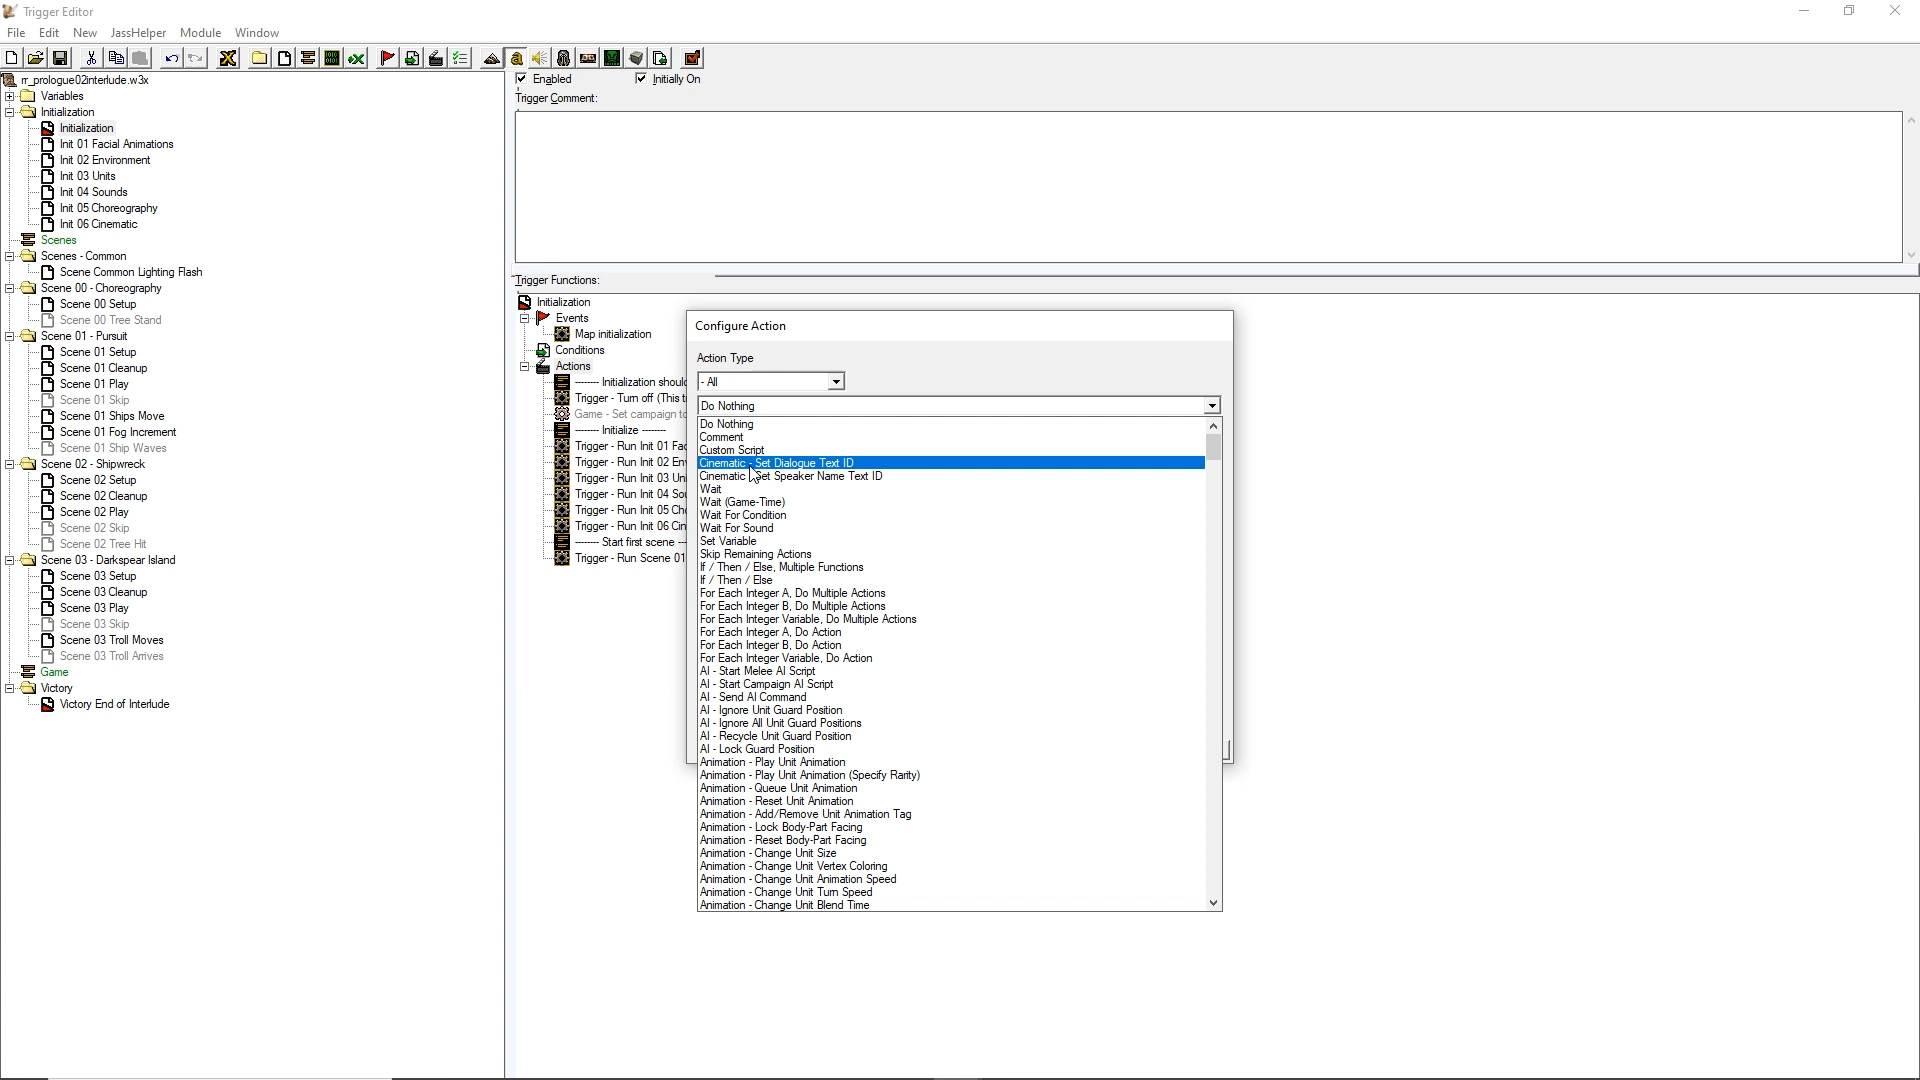 Trigger Editor
File Edit New JassHelper Module Window
rr_prologue02interlude.w3x
Variables
Initialization
Initialization
Init 01 Facial Animations
Init 02 Environment
Init 03 Units
Init 04 Sounds
Init 05 Choreography
Init 06 Cinematic
Scenes
Scenes - Common
Scene Common Lighting Flash
Scene 00 - Choreography
Scene 00 Setup
Scene 00 Tree Stand
Scene 01 - Pursuit
Scene 01 Setup
Scene 01 Cleanup
Scene 01 Play
Scene 01 Skip
Scene 01 Ships Move
Scene 01 Fog Increment
Scene 01 Ship Waves
Scene 02 - Shipwreck
Scene 02 Setup
Scene 02 Cleanup
Scene 02 Play
Scene 02 Skip
Scene 02 Tree Hit
Scene 03 - Darkspear Island
Scene 03 Setup
Scene 03 Cleanup
Scene 03 Play
Scene 03 Skip
Scene 03 Troll Moves
Scene 03 Troll Arrives
Game
Victory
Victory End of Interlude
Enabled Initially On
Trigger Comment:
Trigger Functions:
Initialization
Events
Map initialization
Conditions
Actions
------- Initialization should
Trigger - Turn off (This t
Game - Set campaign to
------- Initialize -------
Trigger - Run Init 01 Fac
Trigger - Run Init 02 Env
Trigger - Run Init 03 Uni
Trigger - Run Init 04 Sou
Trigger - Run Init 05 Cho
Trigger - Run Init 06 Cin
------- Start first scene --
Trigger - Run Scene 01
Configure Action
Action Type
- All
Do Nothing
Do Nothing
Comment
Custom Script
Cinematic - Set Dialogue Text ID
Cinematic - Set Speaker Name Text ID
Wait
Wait (Game-Time)
Wait For Condition
Wait For Sound
Set Variable
Skip Remaining Actions
If / Then / Else, Multiple Functions
If / Then / Else
For Each Integer A, Do Multiple Actions
For Each Integer B, Do Multiple Actions
For Each Integer Variable, Do Multiple Actions
For Each Integer A, Do Action
For Each Integer B, Do Action
For Each Integer Variable, Do Action
AI - Start Melee AI Script
AI - Start Campaign AI Script
AI - Send AI Command
AI - Ignore Unit Guard Position
AI - Ignore All Unit Guard Positions
AI - Recycle Unit Guard Position
AI - Lock Guard Position
Animation - Play Unit Animation
Animation - Play Unit Animation (Specify Rarity)
Animation - Queue Unit Animation
Animation - Reset Unit Animation
Animation - Add/Remove Unit Animation Tag
Animation - Lock Body-Part Facing
Animation - Reset Body-Part Facing
Animation - Change Unit Size
Animation - Change Unit Vertex Coloring
Animation - Change Unit Animation Speed
Animation - Change Unit Turn Speed
Animation - Change Unit Blend Time